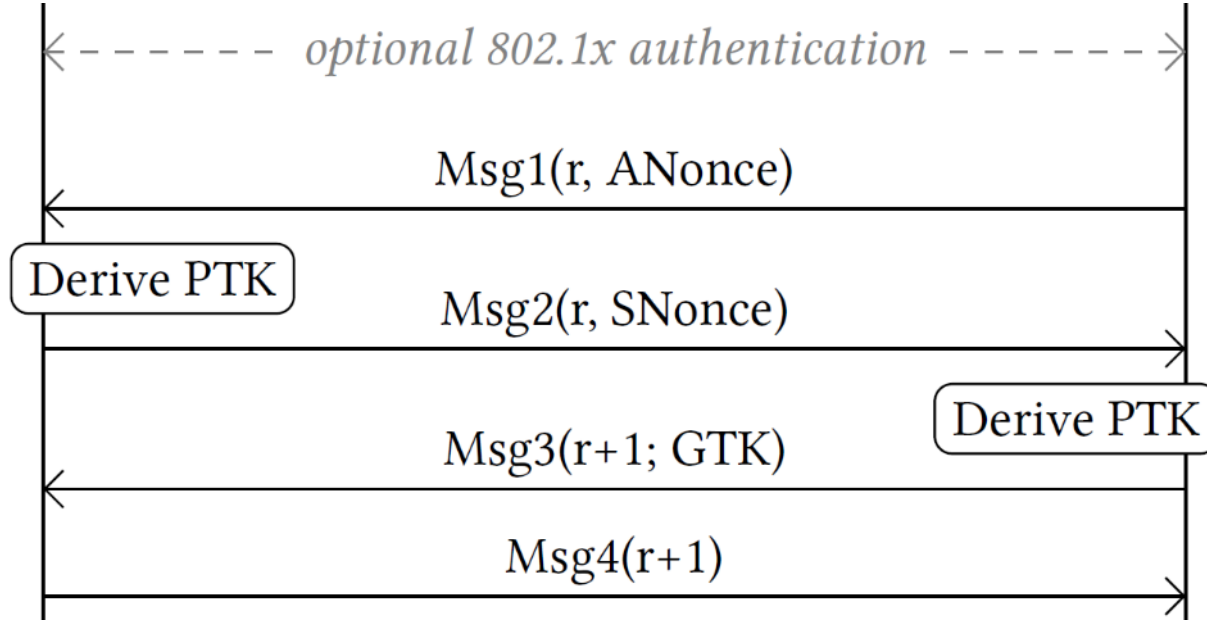 optional 802.1x authentication
Msg1(r, ANonce)
Derive PTK
Msg2(r, SNonce)
Derive PTK
Msg3(r+1; GTK)
Msg4(r+1)